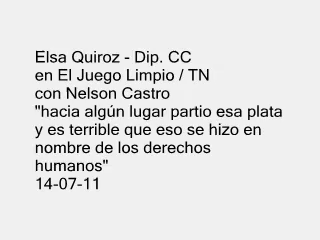 Elsa Quiroz - Dip. CC
en El Juego Limpio / TN
con Nelson Castro
"hacia algún lugar partio esa plata
y es terrible que eso se hizo en
nombre de los derechos
humanos"
14-07-11